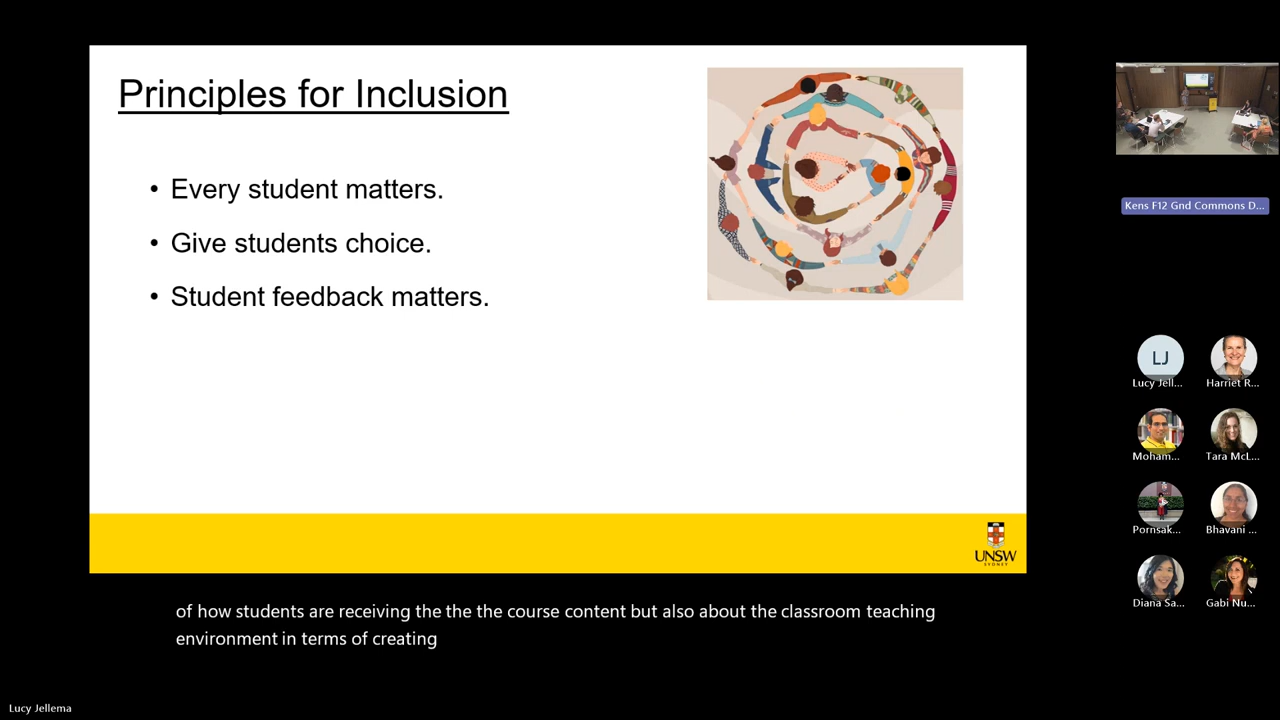 Principles for Inclusion
• Every student matters.
• Give students choice.
• Student feedback matters.
UNSW
SYDNEY
of how students are receiving the the the course content but also about the classroom teaching
environment in terms of creating
Lucy Jellema
Kens F12 Gnd Commons D...
LJ
Lucy Jell...
Harriet R...
Moham...
Tara McL...
Pornsak...
Bhavani ...
Diana Sa...
Gabi Nu...